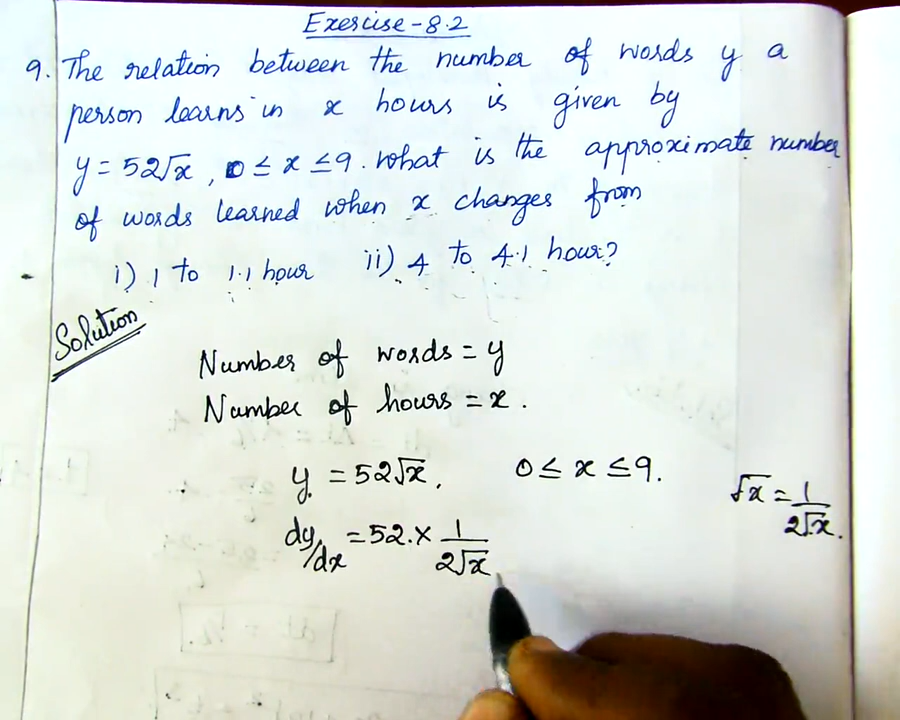 Exercise-8.2
9. The relation between the number of words y a
person learns in x hours is given by
y = 52√x, 0 ≤ x ≤ 9. What is the approximate number
of words learned when x changes from
i) 1 to 1.1 hour ii) 4 to 4.1 hour?
Solution
Number of words = y
Number of hours = x.
y = 52√x, 0 ≤ x ≤ 9.
√x = 1/2√x.
dy/dx = 52. × 1/2√x